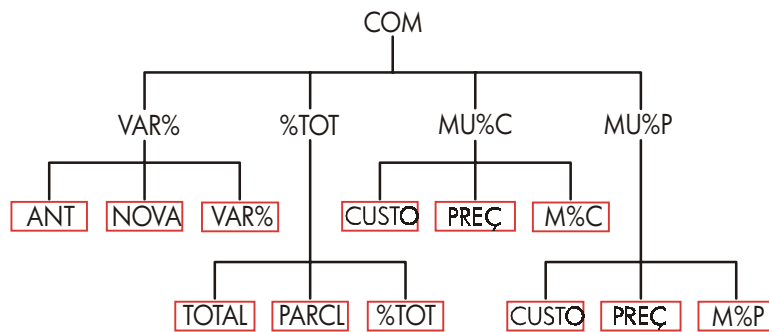 COM
VAR% %TOT MU%C MU%P
ANT NOVA VAR% CUSTO PREÇ M%C
TOTAL PARCL %TOT CUSTO PREÇ M%P